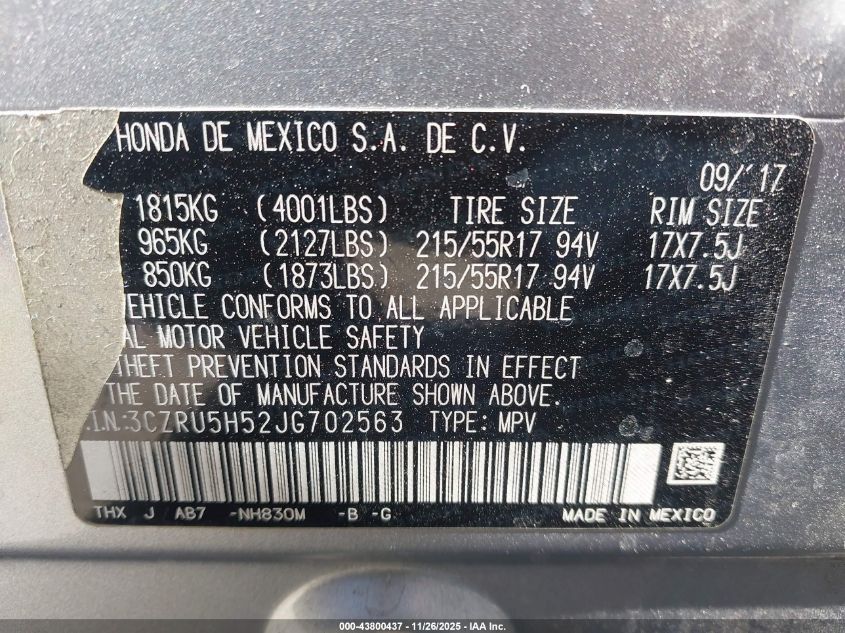 HONDA DE MEXICO S.A. DE C.V.
09/'17
1815KG (4001LBS) TIRE SIZE RIM SIZE
965KG (2127LBS) 215/55R17 94V 17X7.5J
850KG (1873LBS) 215/55R17 94V 17X7.5J
EHICLE CONFORMS TO ALL APPLICABLE
AL MOTOR VEHICLE SAFETY
THEFT PREVENTION STANDARDS IN EFFECT
THE DATE OF MANUFACTURE SHOWN ABOVE.
.I.N.:3CZRU5H52JG702563 TYPE: MPV
THX J AB7 -NH830M -B -G MADE IN MEXICO
000-43800437 - 11/26/2025 - IAA Inc.